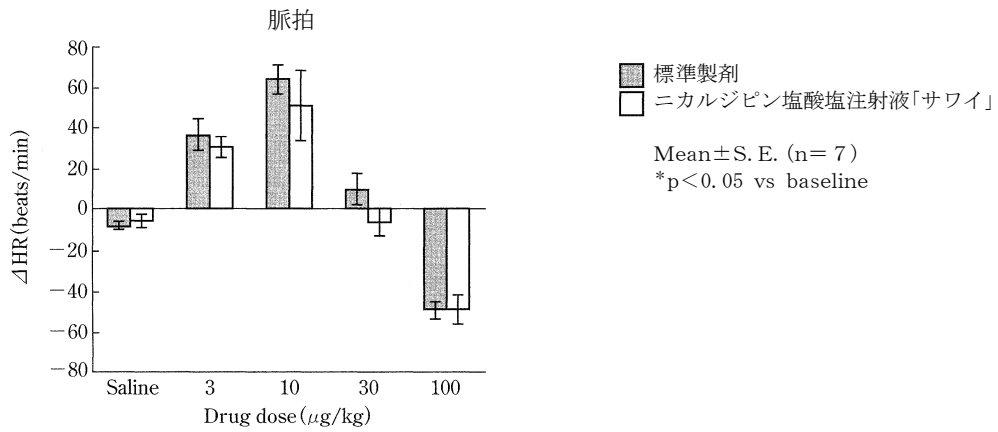 脈拍
80
60
40
20
0
−20
−40
−60
−80
⊿HR(beats/min)
Saline 3 10 30 100
Drug dose(μg/kg)
標準製剤
ニカルジピン塩酸塩注射液「サワイ」
Mean±S.E. (n=7)
*p<0.05 vs baseline